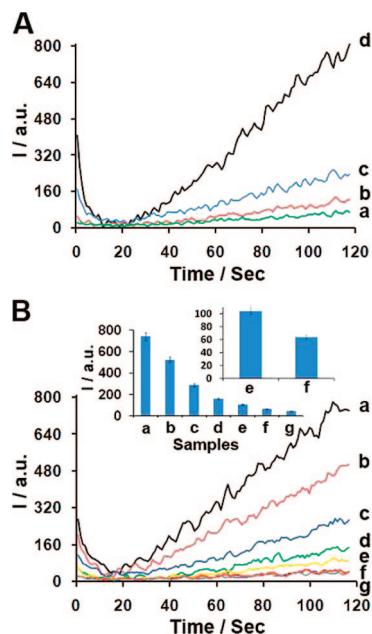 A
800
640
480
320
160
0
I / a.u.
d
c
b
a
0 20 40 60 80 100 120
Time / Sec
B
800
600
400
200
0
I / a.u.
a b c d e f g
Samples
100
80
60
40
20
0
e f
800
640
480
320
160
0
I / a.u.
a
b
c
d
e
f
g
0 20 40 60 80 100 120
Time / Sec